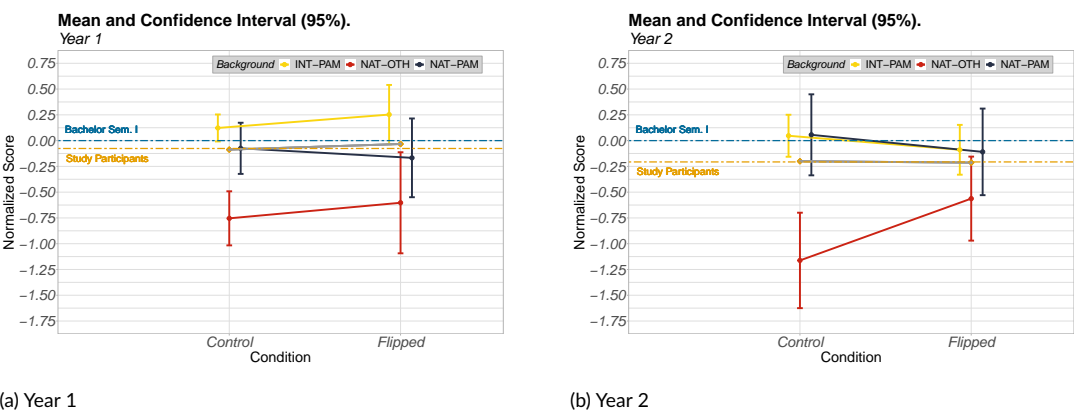 Mean and Confidence Interval (95%).
Year 1
Background INT−PAM NAT−OTH NAT−PAM
0.75
0.50
0.25
0.00
−0.25
−0.50
−0.75
−1.00
−1.25
−1.50
−1.75
Normalized Score
Bachelor Sem. I
Study Participants
Control Flipped
Condition
(a) Year 1
Mean and Confidence Interval (95%).
Year 2
Background INT−PAM NAT−OTH NAT−PAM
0.75
0.50
0.25
0.00
−0.25
−0.50
−0.75
−1.00
−1.25
−1.50
−1.75
Normalized Score
Bachelor Sem. I
Study Participants
Control Flipped
Condition
(b) Year 2